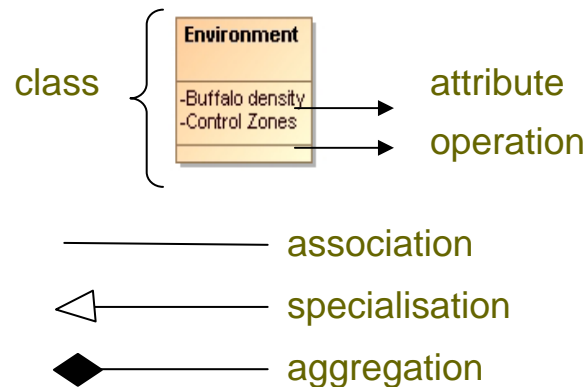 Environment
class
-Buffalo density
attribute
-Control Zones
operation
association
specialisation
aggregation